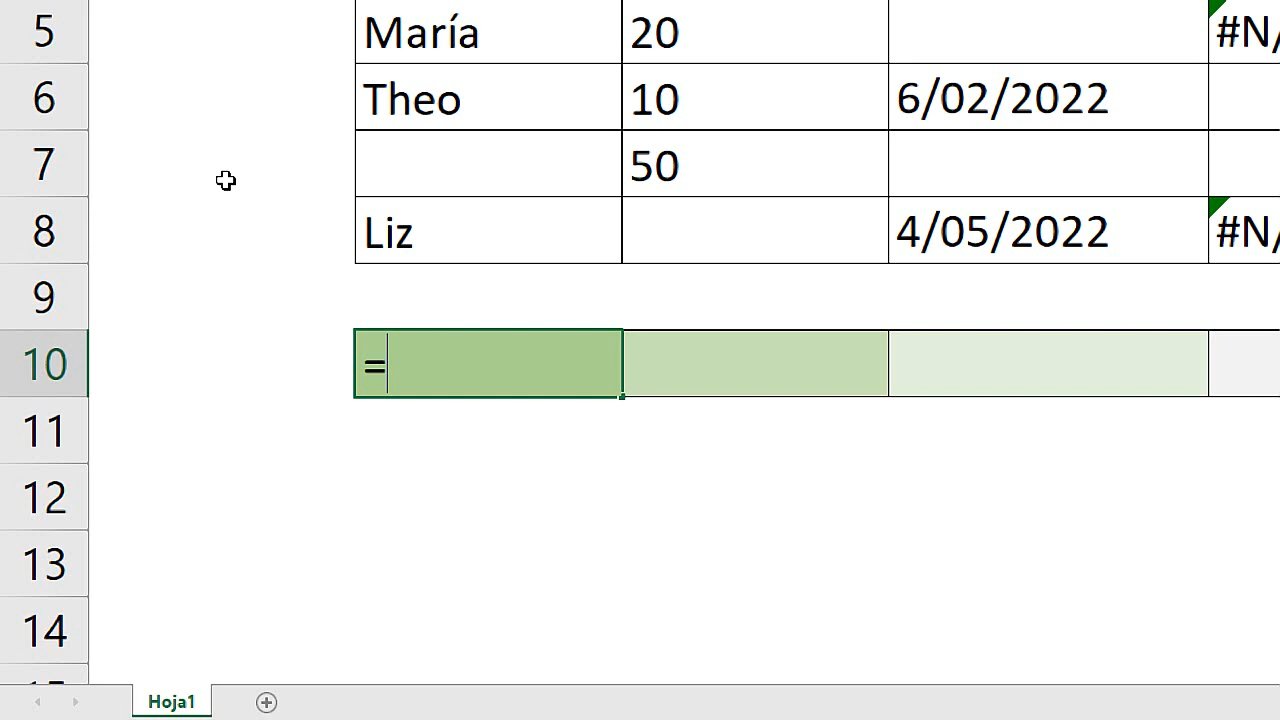 5 María 20 #N/
6 Theo 10 6/02/2022
7 50
8 Liz 4/05/2022 #N/
9
10 =
11
12
13
14
Hoja1